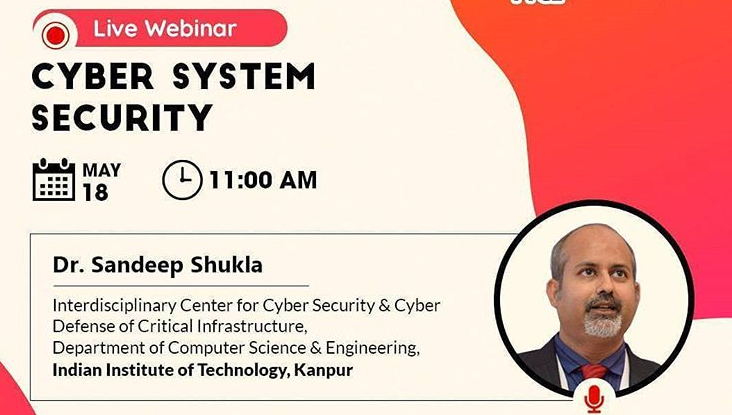 Live Webinar
CYBER SYSTEM
SECURITY
MAY
18
11:00 AM
Dr. Sandeep Shukla
Interdisciplinary Center for Cyber Security & Cyber
Defense of Critical Infrastructure,
Department of Computer Science & Engineering,
Indian Institute of Technology, Kanpur